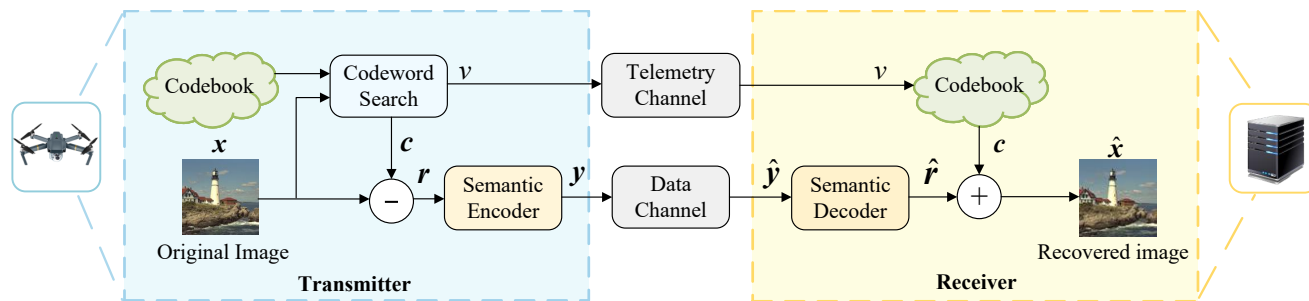 Codebook
Codeword
Search
v
Telemetry
Channel
v
Codebook
x
c
c
x̂
r
Semantic
Encoder
y
Data
Channel
ŷ
Semantic
Decoder
r̂
−
+
Original Image
Recovered image
Transmitter
Receiver